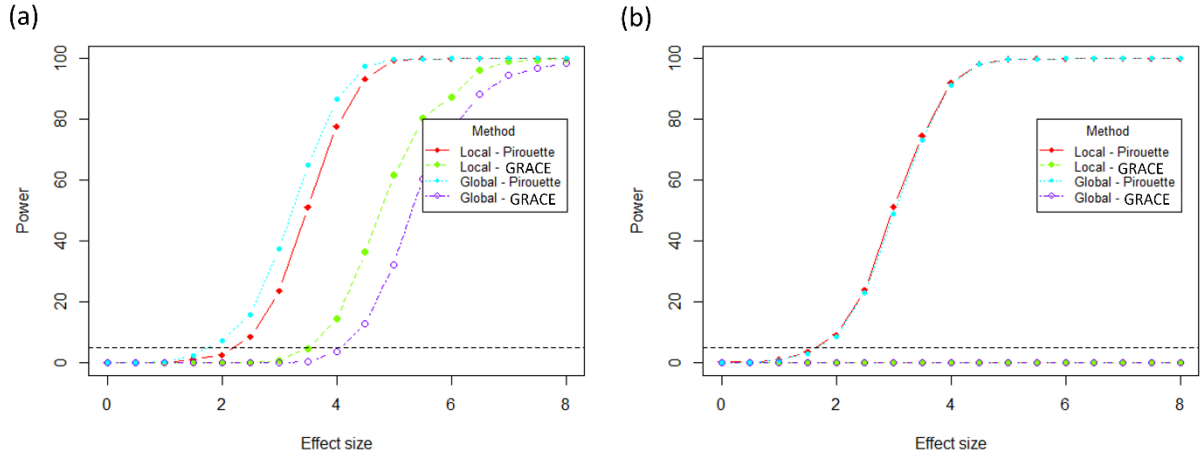 (a)
100
80
60
40
20
0
Power
0 2 4 6 8
Effect size
Method
Local - Pirouette
Local - GRACE
Global - Pirouette
Global - GRACE
(b)
100
80
60
40
20
0
Power
0 2 4 6 8
Effect size
Method
Local - Pirouette
Local - GRACE
Global - Pirouette
Global - GRACE